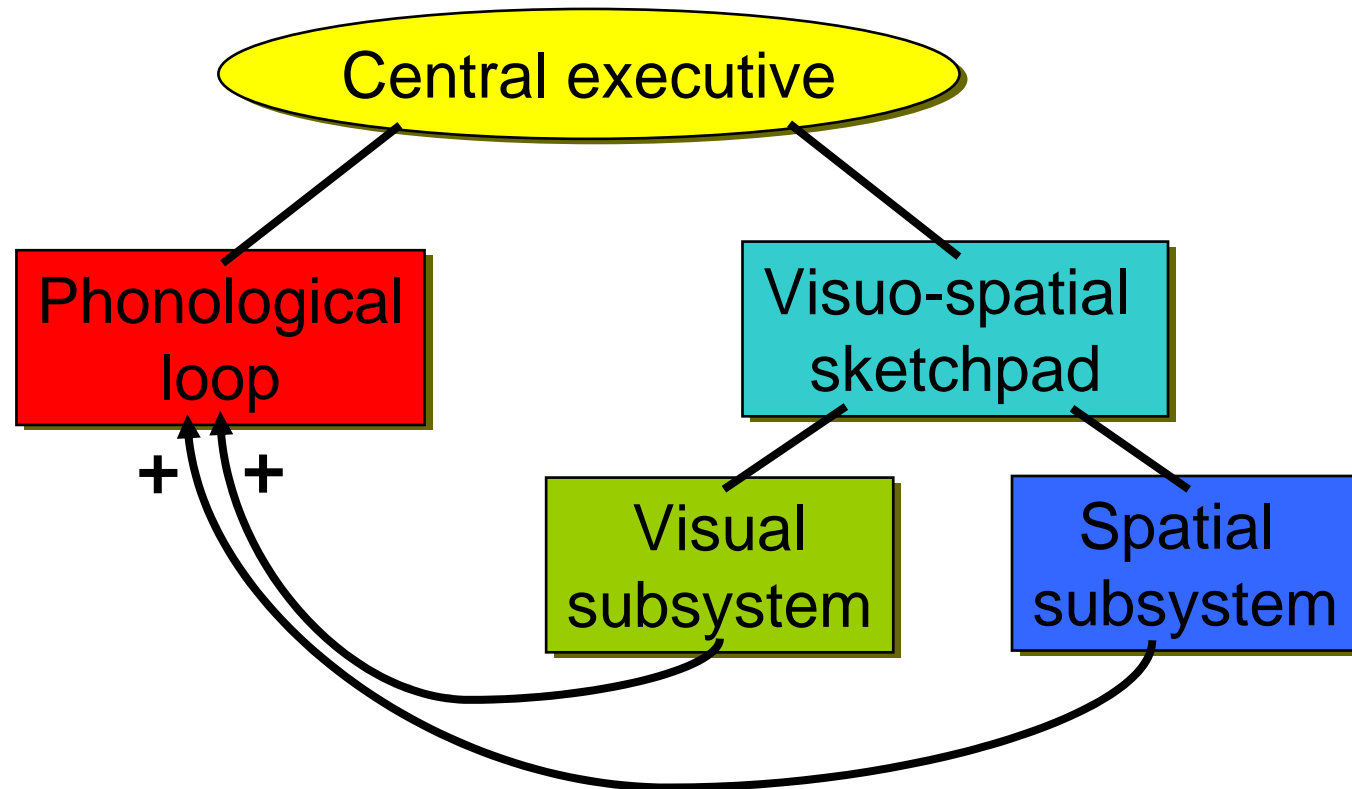 Central executive
Phonological
loop
Visuo-spatial
sketchpad
+ +
Visual
subsystem
Spatial
subsystem